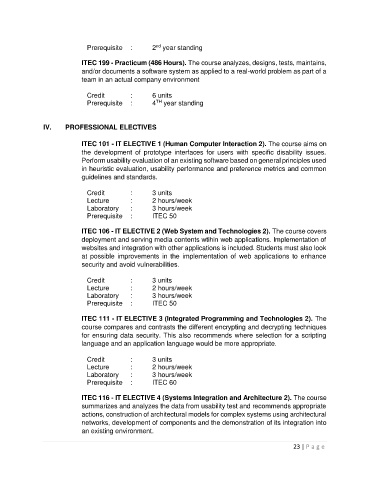 Prerequisite : 2nd year standing
ITEC 199 - Practicum (486 Hours). The course analyzes, designs, tests, maintains,
and/or documents a software system as applied to a real-world problem as part of a
team in an actual company environment
Credit : 6 units
Prerequisite : 4TH year standing
IV. PROFESSIONAL ELECTIVES
ITEC 101 - IT ELECTIVE 1 (Human Computer Interaction 2). The course aims on
the development of prototype interfaces for users with specific disability issues.
Perform usability evaluation of an existing software based on general principles used
in heuristic evaluation, usability performance and preference metrics and common
guidelines and standards.
Credit : 3 units
Lecture : 2 hours/week
Laboratory : 3 hours/week
Prerequisite : ITEC 50
ITEC 106 - IT ELECTIVE 2 (Web System and Technologies 2). The course covers
deployment and serving media contents within web applications. Implementation of
websites and integration with other applications is included. Students must also look
at possible improvements in the implementation of web applications to enhance
security and avoid vulnerabilities.
Credit : 3 units
Lecture : 2 hours/week
Laboratory : 3 hours/week
Prerequisite : ITEC 50
ITEC 111 - IT ELECTIVE 3 (Integrated Programming and Technologies 2). The
course compares and contrasts the different encrypting and decrypting techniques
for ensuring data security. This also recommends where selection for a scripting
language and an application language would be more appropriate.
Credit : 3 units
Lecture : 2 hours/week
Laboratory : 3 hours/week
Prerequisite : ITEC 60
ITEC 116 - IT ELECTIVE 4 (Systems Integration and Architecture 2). The course
summarizes and analyzes the data from usability test and recommends appropriate
actions, construction of architectural models for complex systems using architectural
networks, development of components and the demonstration of its integration into
an existing environment.
23 | Page